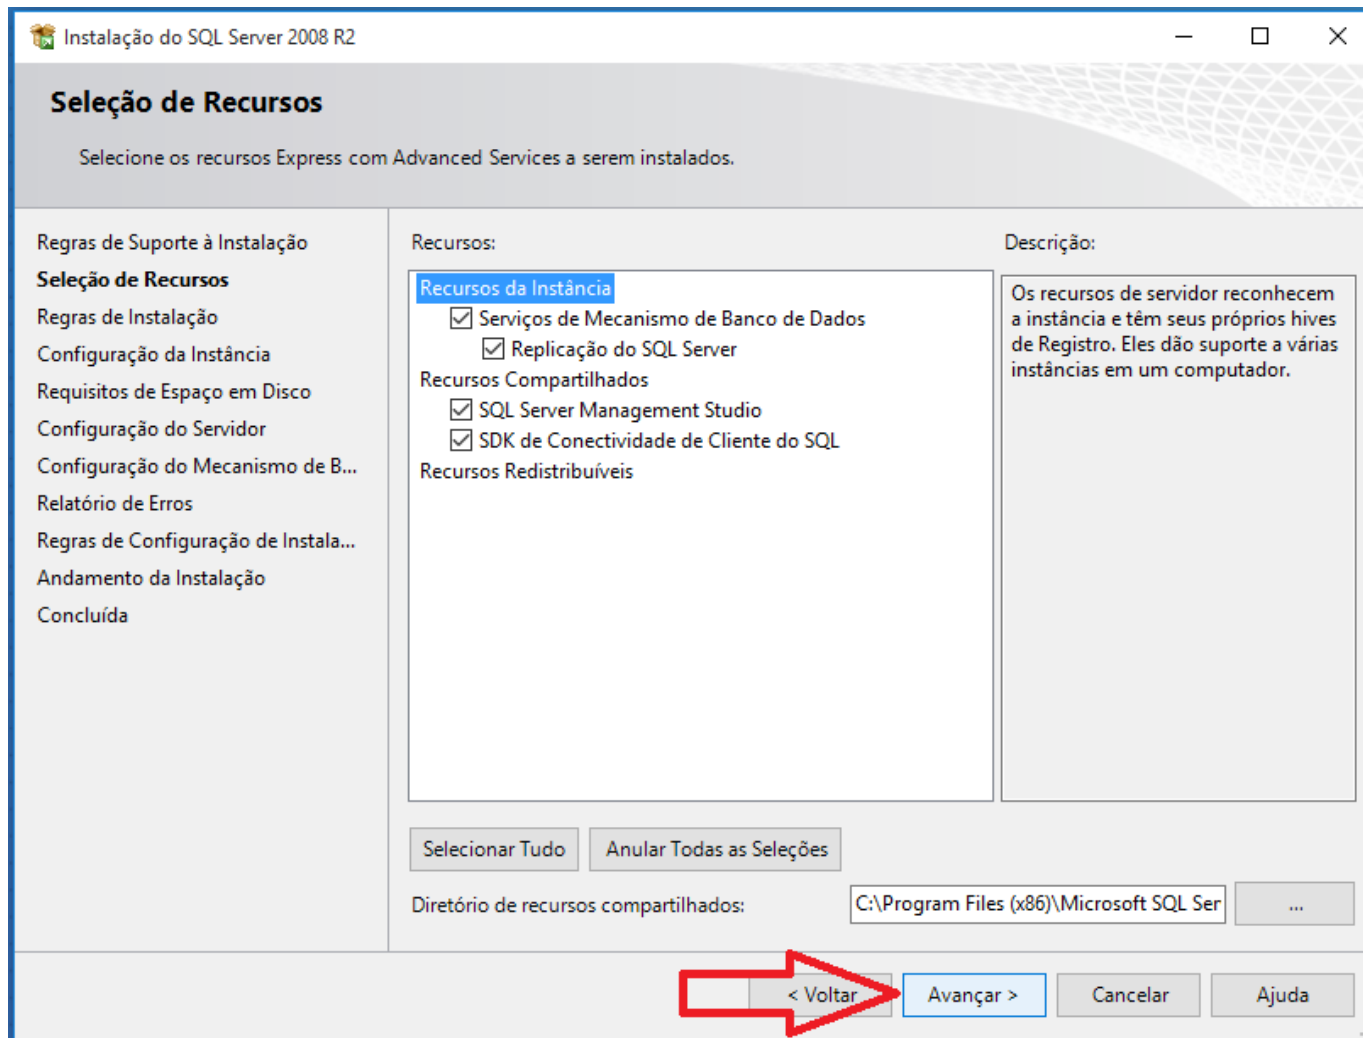 Instalação do SQL Server 2008 R2
Seleção de Recursos
Selecione os recursos Express com Advanced Services a serem instalados.
Regras de Suporte à Instalação
Seleção de Recursos
Regras de Instalação
Configuração da Instância
Requisitos de Espaço em Disco
Configuração do Servidor
Configuração do Mecanismo de B...
Relatório de Erros
Regras de Configuração de Instala...
Andamento da Instalação
Concluída
Recursos:
Recursos da Instância
Serviços de Mecanismo de Banco de Dados
Replicação do SQL Server
Recursos Compartilhados
SQL Server Management Studio
SDK de Conectividade de Cliente do SQL
Recursos Redistribuíveis
Descrição:
Os recursos de servidor reconhecem
a instância e têm seus próprios hives
de Registro. Eles dão suporte a várias
instâncias em um computador.
Selecionar Tudo
Anular Todas as Seleções
Diretório de recursos compartilhados:
C:\Program Files (x86)\Microsoft SQL Ser
...
< Voltar
Avançar >
Cancelar
Ajuda